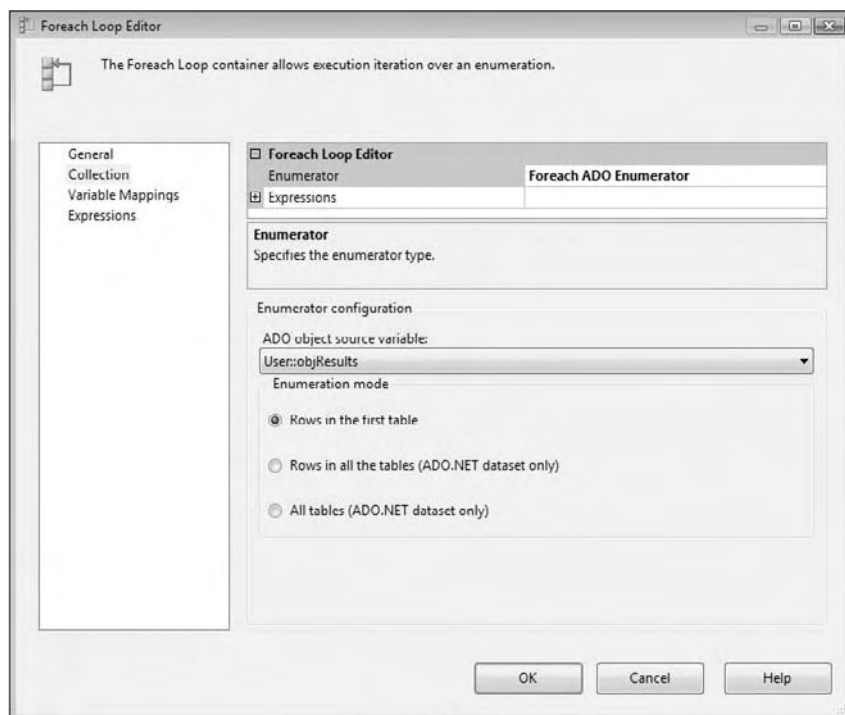 Foreach Loop Editor
The Foreach Loop container allows execution iteration over an enumeration.
General
Collection
Variable Mappings
Expressions
Foreach Loop Editor
Enumerator Foreach ADO Enumerator
Expressions
Enumerator
Specifies the enumerator type.
Enumerator configuration
ADO object source variable:
User::objResults
Enumeration mode
Rows in the first table
Rows in all the tables (ADO.NET dataset only)
All tables (ADO.NET dataset only)
OK Cancel Help